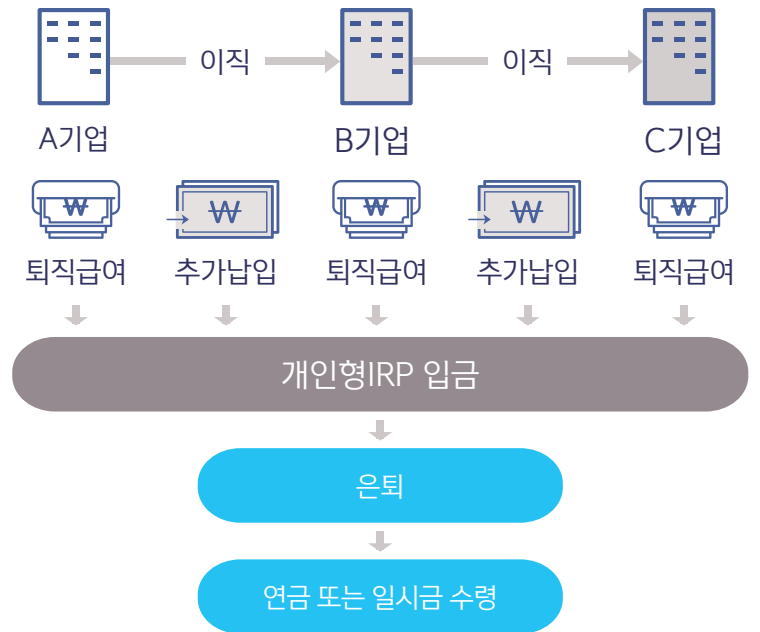 이직 이직
A기업 B기업 C기업
₩ ₩ ₩ ₩ ₩
퇴직급여 추가납입 퇴직급여 추가납입 퇴직급여
개인형IRP 입금
은퇴
연금 또는 일시금 수령